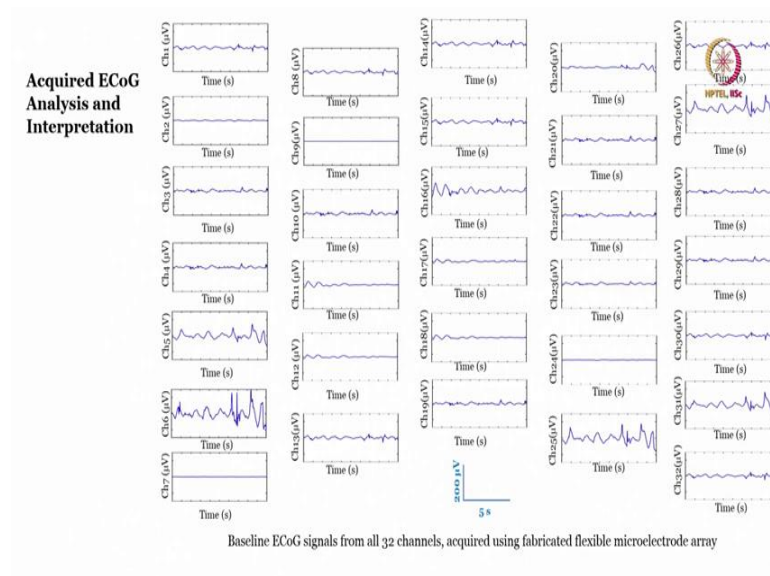 Acquired ECoG
Analysis and
Interpretation
Ch1 (µV)
Time (s)
Ch2 (µV)
Time (s)
Ch3 (µV)
Time (s)
Ch4 (µV)
Time (s)
Ch5 (µV)
Time (s)
Ch6 (µV)
Time (s)
Ch7 (µV)
Time (s)
Ch8 (µV)
Time (s)
Ch9(µV)
Time (s)
Ch10 (µV)
Time (s)
Ch11 (µV)
Time (s)
Ch12 (µV)
Time (s)
Ch13(µV)
Time (s)
Ch14(µV)
Time (s)
Ch15(µV)
Time (s)
Ch16(µV)
Time (s)
Ch17(µV)
Time (s)
Ch18(µV)
Time (s)
Ch19(µV)
Time (s)
200 µV
5 s
Ch20(µV)
Time (s)
Ch21(µV)
Time (s)
Ch22(µV)
Time (s)
Ch23(µV)
Time (s)
Ch24(µV)
Time (s)
Ch25(µV)
Time (s)
Ch26(µV)
Time (s)
NPTEL, IISc
Ch27(µV)
Time (s)
Ch28(µV)
Time (s)
Ch29(µV)
Time (s)
Ch30(µV)
Time (s)
Ch31(µV)
Time (s)
Ch32(µV)
Time (s)
Baseline ECoG signals from all 32 channels, acquired using fabricated flexible microelectrode array